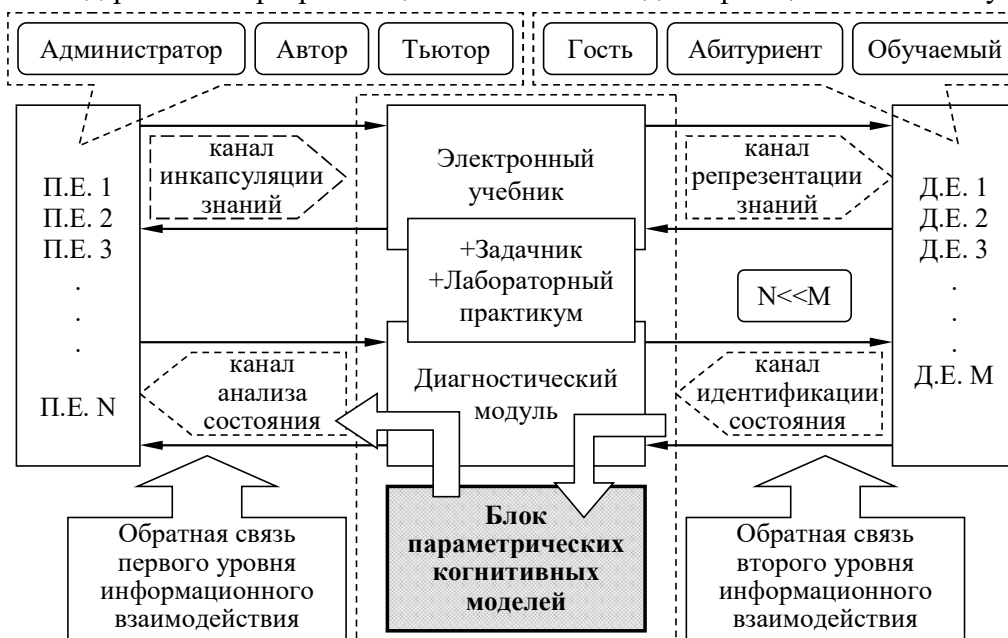 Администратор
Автор
Тьютор
Гость
Абитуриент
Обучаемый
П.Е. 1
П.Е. 2
П.Е. 3
.
.
.
П.Е. N
канал
инкапсуляции
знаний
Электронный
учебник
канал
репрезентации
знаний
Д.Е. 1
Д.Е. 2
Д.Е. 3
.
.
.
Д.Е. M
+Задачник
+Лабораторный
практикум
N<<M
канал
анализа
состояния
Диагностический
модуль
канал
идентификации
состояния
Обратная связь
первого уровня
информационного
взаимодействия
Блок
параметрических
когнитивных
моделей
Обратная связь
второго уровня
информационного
взаимодействия